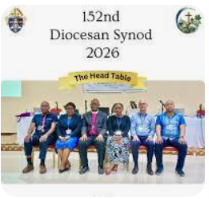 152nd
Diocesan Synod
2026
The Head Table